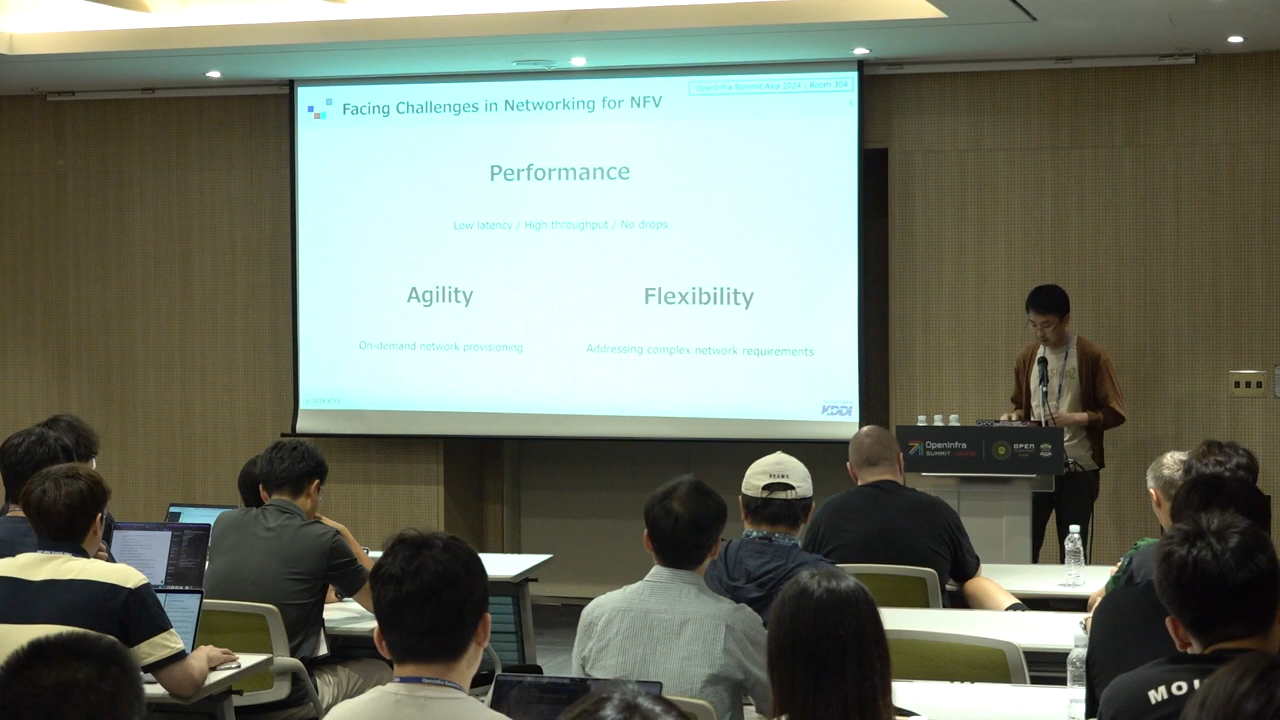 OpenInfra Summit Asia 2024 | Room 304
Facing Challenges in Networking for NFV
Performance
Low latency / High throughput / No drops
Agility
Flexibility
On-demand network provisioning
Addressing complex network requirements
KDDI
OpenInfra
SUMMIT
OPEN
MOI